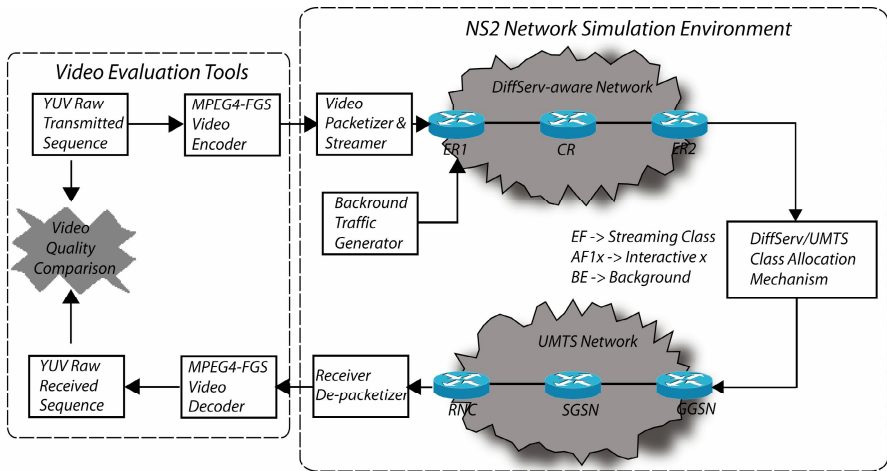 NS2 Network Simulation Environment
Video Evaluation Tools
YUV Raw
Transmitted
Sequence
MPEG4-FGS
Video
Encoder
Video
Packetizer &
Streamer
DiffServ-aware Network
ER1
CR
ER2
Backround
Traffic
Generator
Video
Quality
Comparison
EF -> Streaming Class
AF1x -> Interactive x
BE -> Background
DiffServ/UMTS
Class Allocation
Mechanism
UMTS Network
YUV Raw
Received
Sequence
MPEG4-FGS
Video
Decoder
Receiver
De-packetizer
RNC
SGSN
GGSN